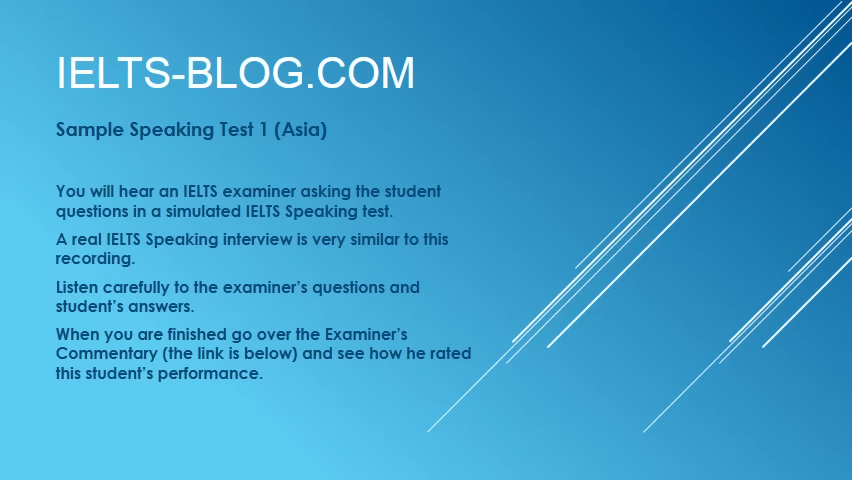 IELTS-BLOG.COM
Sample Speaking Test 1 (Asia)
You will hear an IELTS examiner asking the student
questions in a simulated IELTS Speaking test.
A real IELTS Speaking interview is very similar to this
recording.
Listen carefully to the examiner’s questions and
student’s answers.
When you are finished go over the Examiner’s
Commentary (the link is below) and see how he rated
this student’s performance.